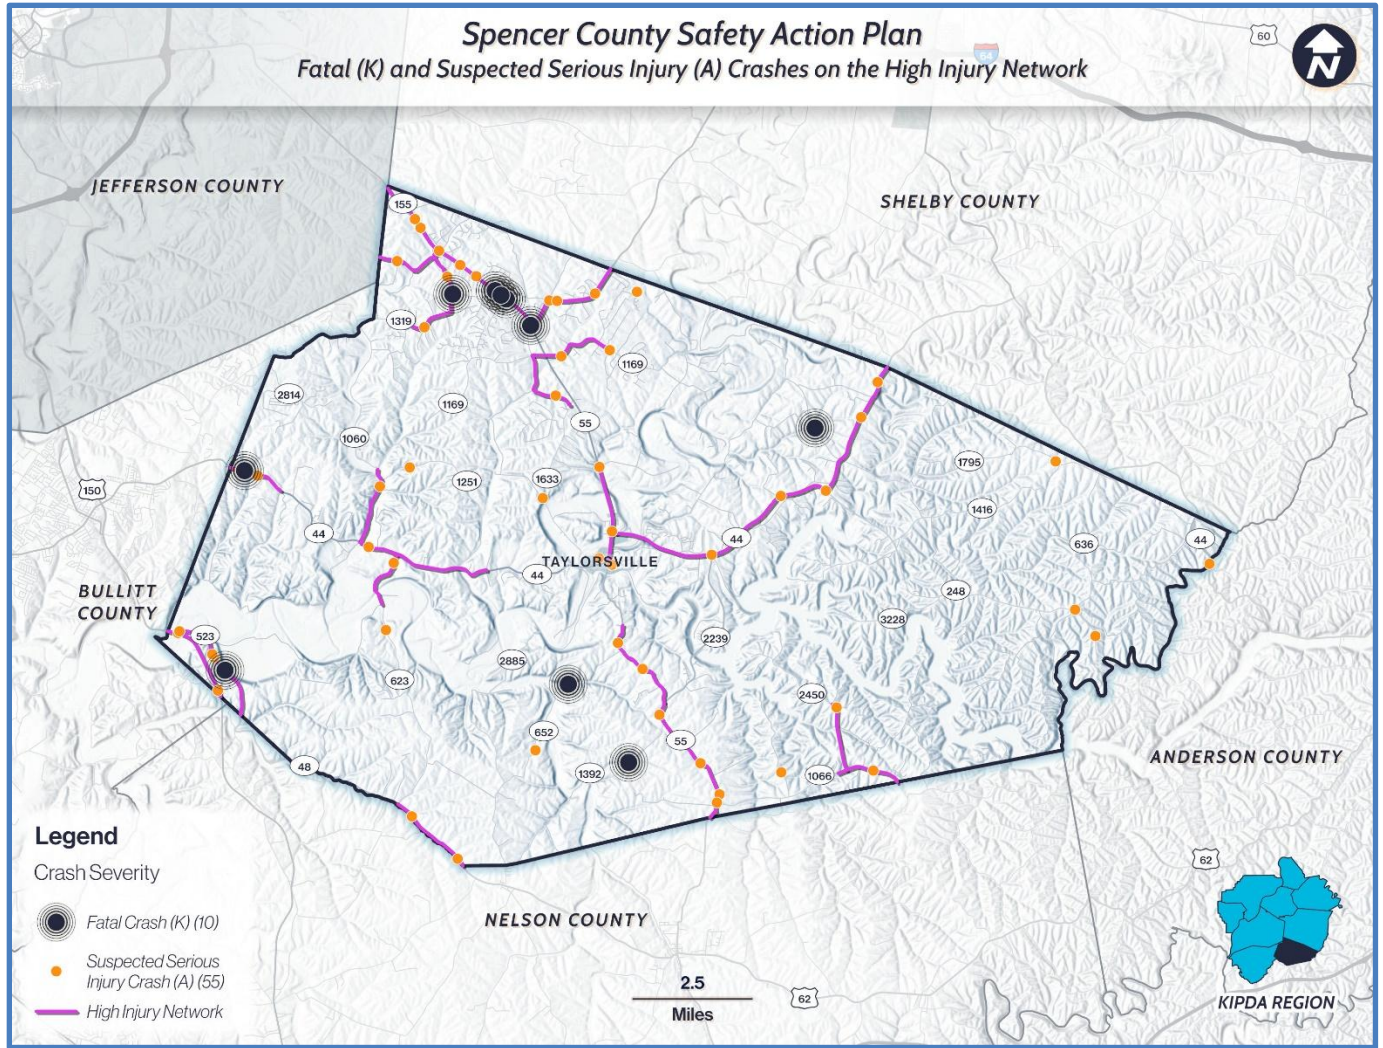 Spencer County Safety Action Plan
Fatal (K) and Suspected Serious Injury (A) Crashes on the High Injury Network
64
60
N
JEFFERSON COUNTY
SHELBY COUNTY
155
1319
1169
2814
1169
1060
55
1795
150
1251
1633
1416
44
44
636
44
TAYLORSVILLE
44
BULLITT
COUNTY
248
3228
523
2239
2885
623
2450
652
55
48
1392
1066
ANDERSON COUNTY
Legend
Crash Severity
Fatal Crash (K) (10)
Suspected Serious
Injury Crash (A) (55)
High Injury Network
NELSON COUNTY
2.5
Miles
62
62
KIPDA REGION